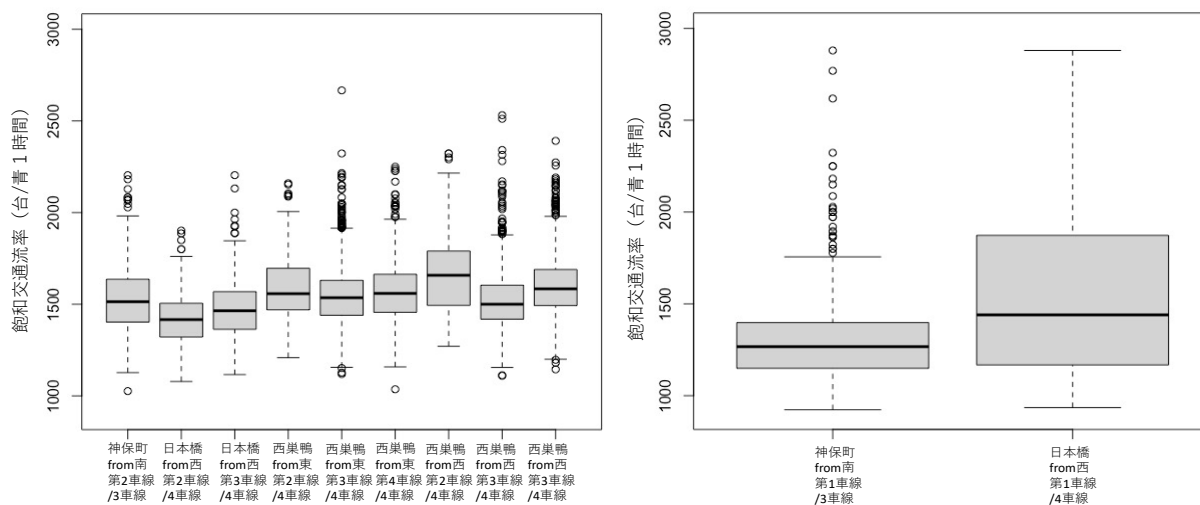 飽和交通流率（台/青１時間）
3000
2500
2000
1500
1000
神保町
from南
第2車線
/3車線
日本橋
from西
第2車線
/4車線
日本橋
from西
第3車線
/4車線
西巣鴨
from東
第2車線
/4車線
西巣鴨
from東
第3車線
/4車線
西巣鴨
from東
第4車線
/4車線
西巣鴨
from西
第2車線
/4車線
西巣鴨
from西
第3車線
/4車線
西巣鴨
from西
第3車線
/4車線
飽和交通流率（台/青１時間）
3000
2500
2000
1500
1000
神保町
from南
第1車線
/3車線
日本橋
from西
第1車線
/4車線